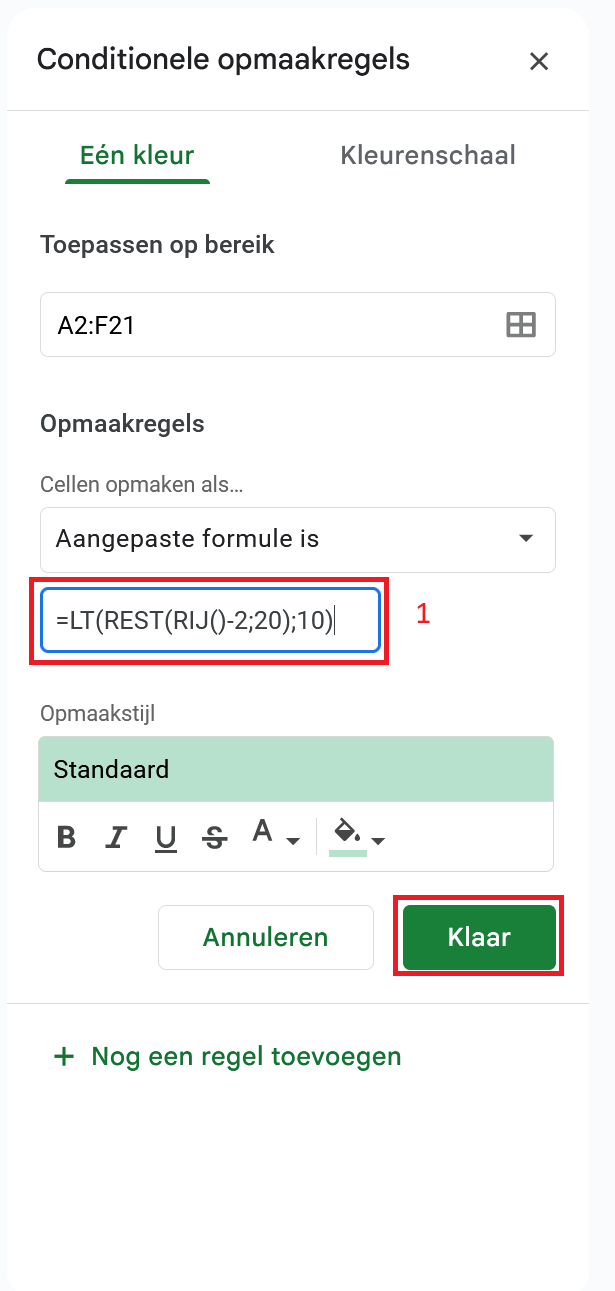 Conditionele opmaakregels
Eén kleur
Kleurenschaal
Toepassen op bereik
A2:F21
Opmaakregels
Cellen opmaken als…
Aangepaste formule is
=LT(REST(RIJ()-2;20);10)
1
Opmaakstijl
Standaard
B I U S A
Annuleren
Klaar
+ Nog een regel toevoegen